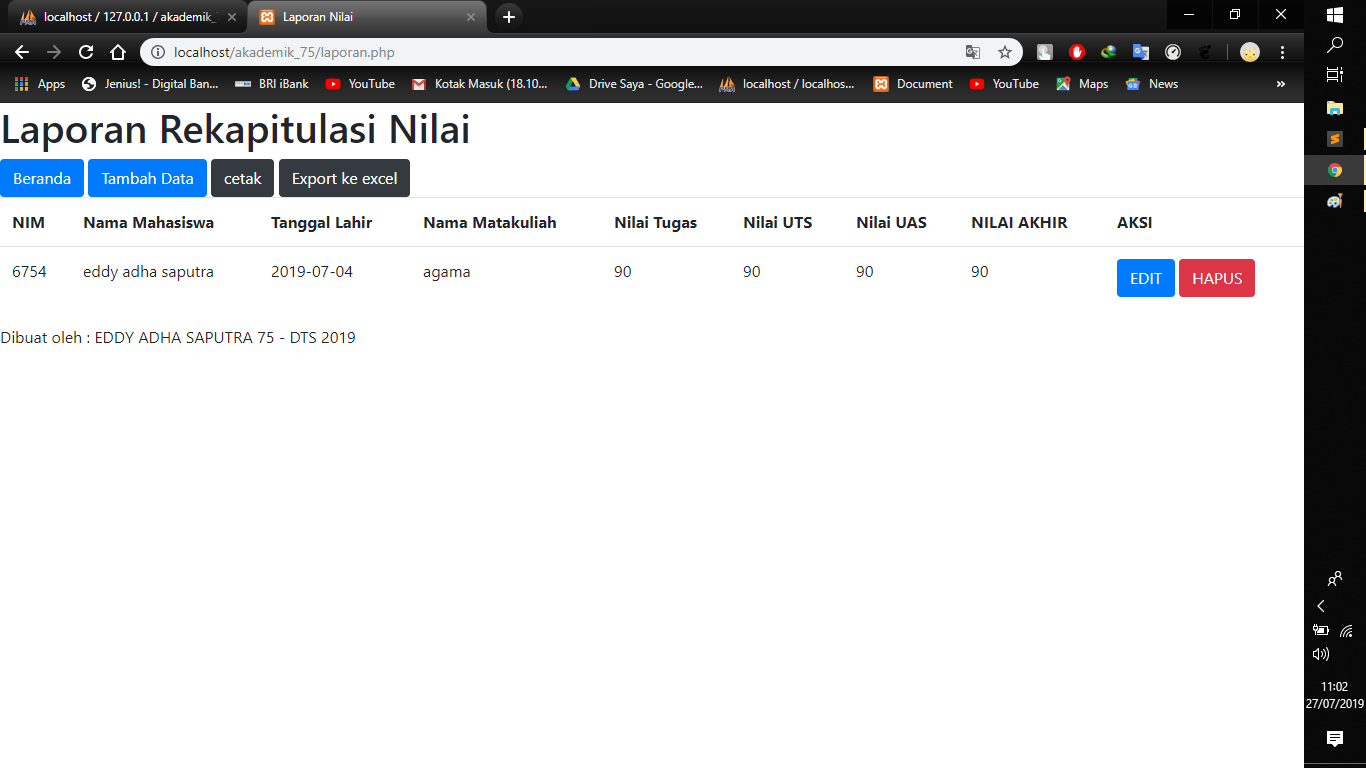 localhost / 127.0.0.1 / akademik_7
Laporan Nilai
localhost/akademik_75/laporan.php
Apps Jenius! - Digital Ban... BRI iBank YouTube Kotak Masuk (18.10... Drive Saya - Google... localhost / localhos... Document YouTube Maps News »
Laporan Rekapitulasi Nilai
Beranda Tambah Data cetak Export ke excel
NIM Nama Mahasiswa Tanggal Lahir Nama Matakuliah Nilai Tugas Nilai UTS Nilai UAS NILAI AKHIR AKSI
6754 eddy adha saputra 2019-07-04 agama 90 90 90 90 EDIT HAPUS
Dibuat oleh : EDDY ADHA SAPUTRA 75 - DTS 2019
11:02
27/07/2019